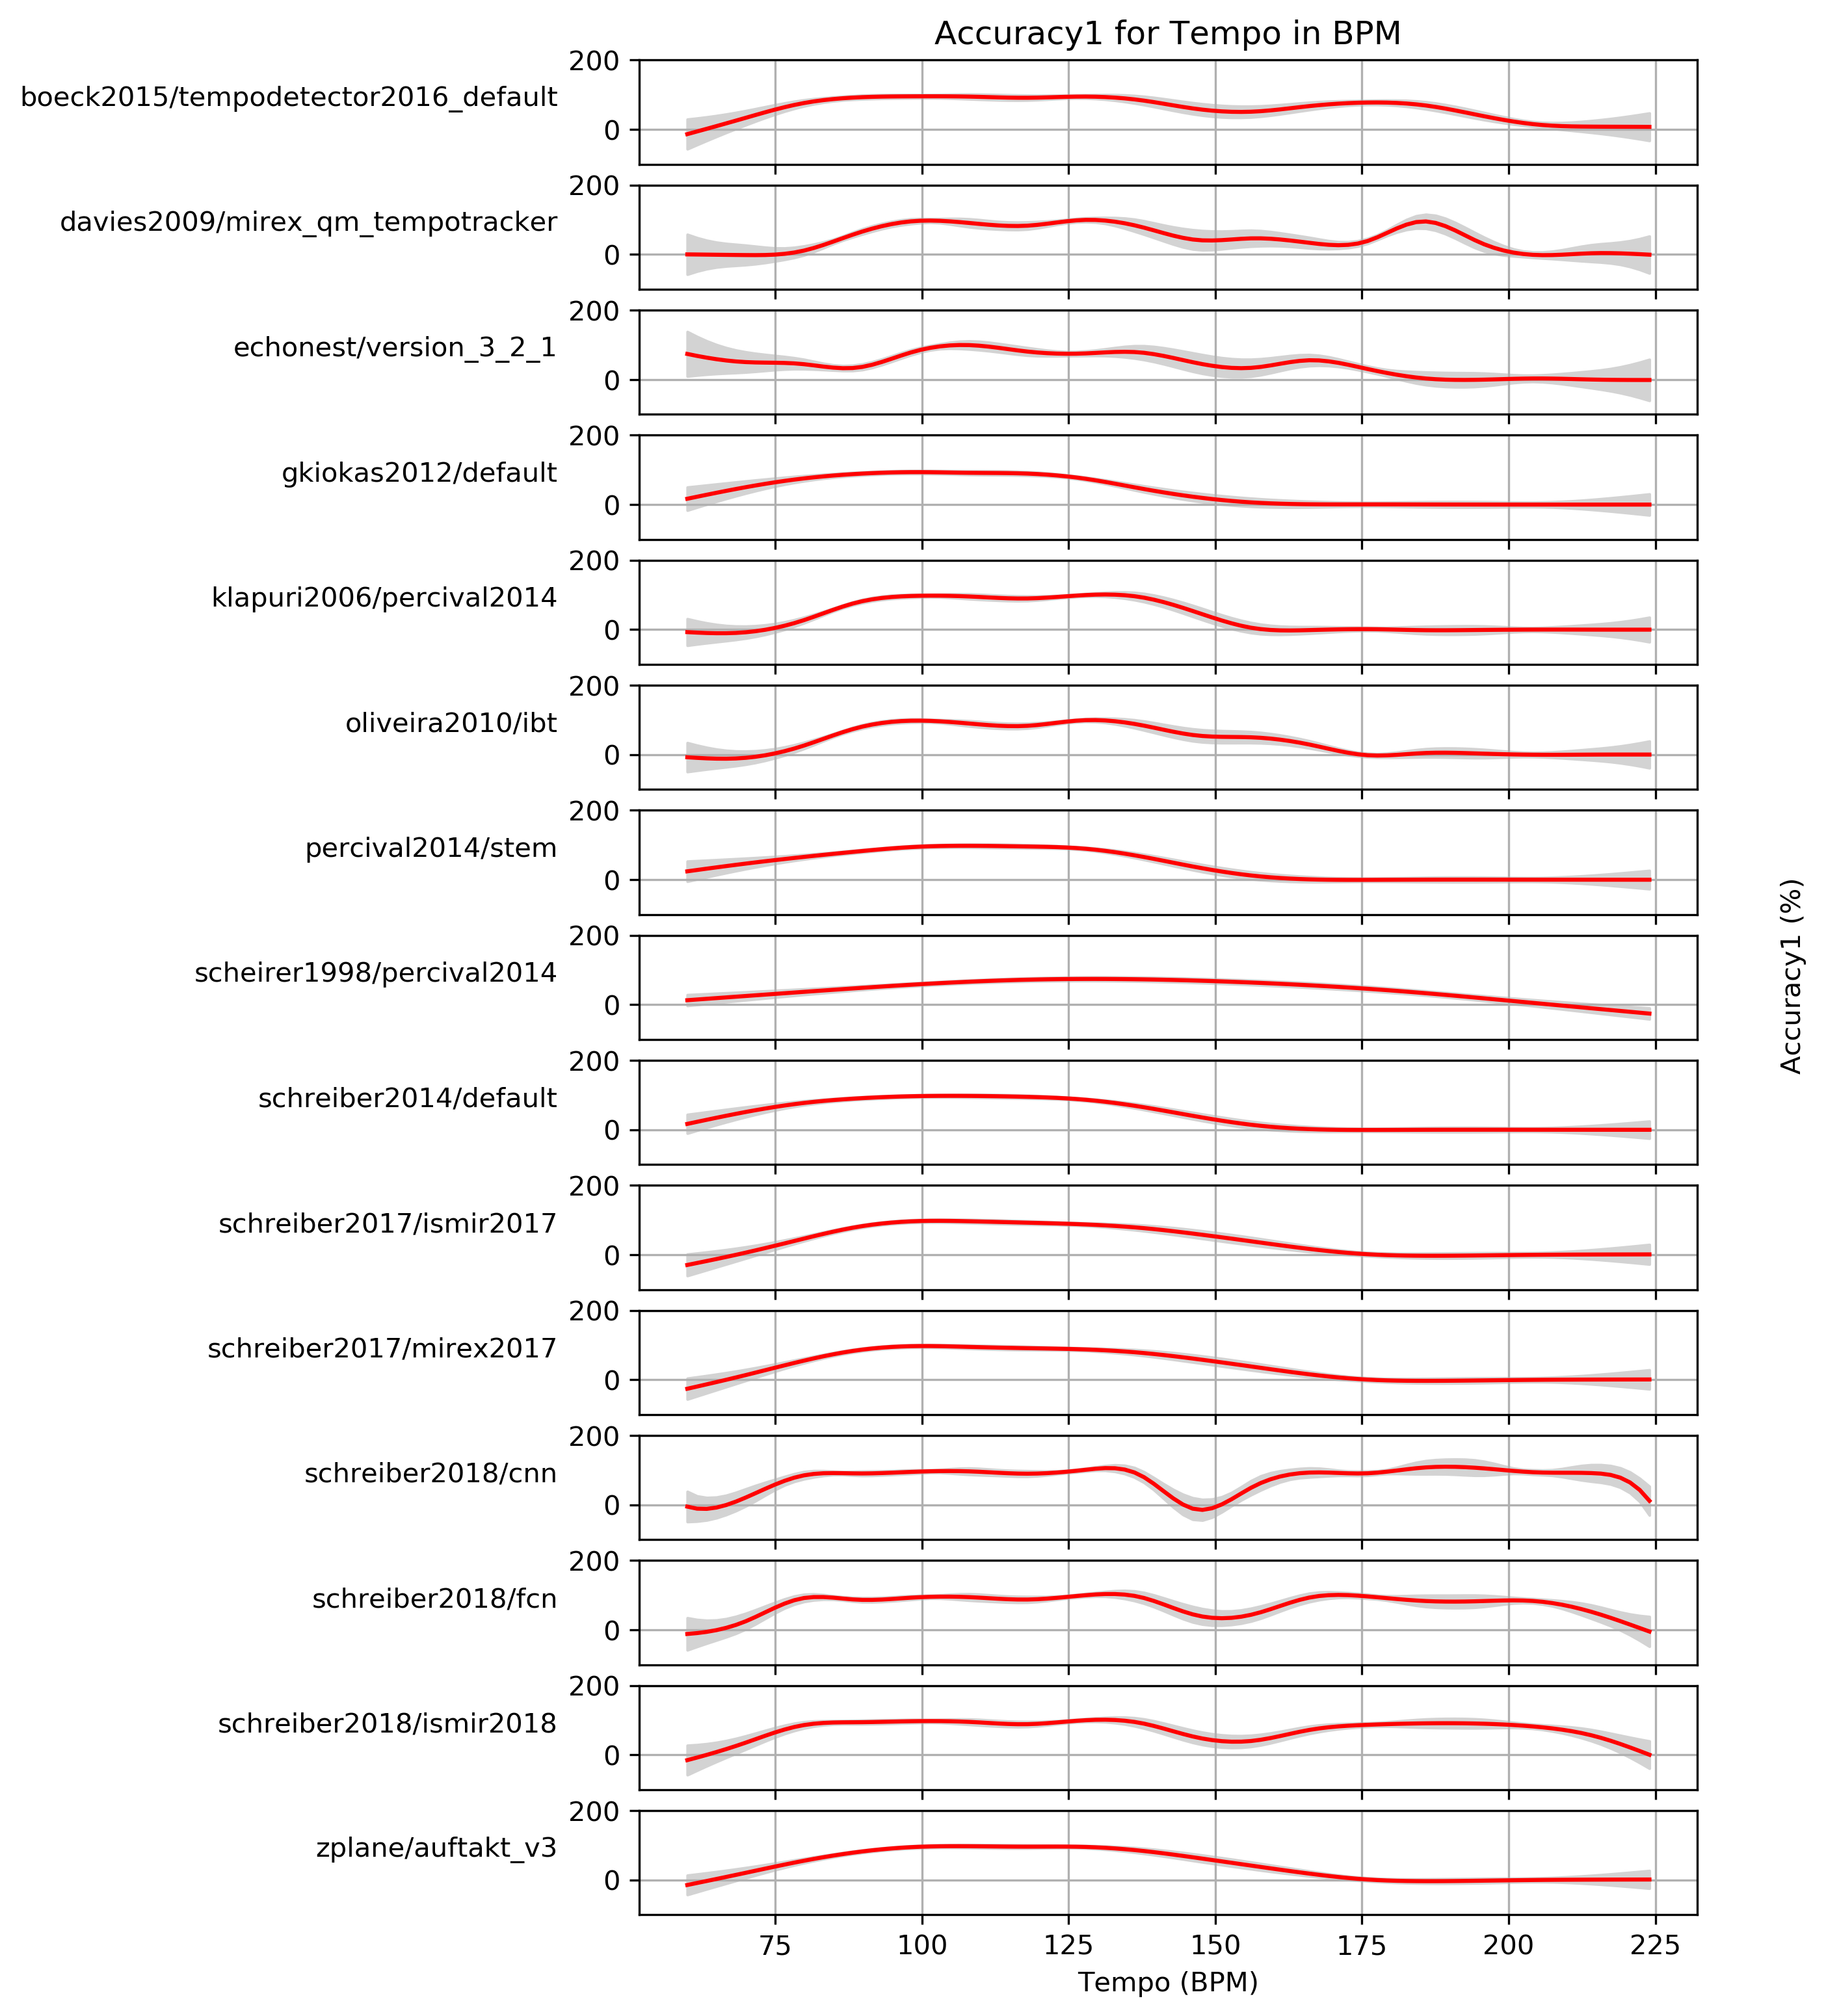 Accuracy1 for Tempo in BPM
boeck2015/tempodetector2016_default
200
0
davies2009/mirex_qm_tempotracker
200
0
echonest/version_3_2_1
200
0
gkiokas2012/default
200
0
klapuri2006/percival2014
200
0
oliveira2010/ibt
200
0
percival2014/stem
200
0
scheirer1998/percival2014
200
0
schreiber2014/default
200
0
schreiber2017/ismir2017
200
0
schreiber2017/mirex2017
200
0
schreiber2018/cnn
200
0
schreiber2018/fcn
200
0
schreiber2018/ismir2018
200
0
zplane/auftakt_v3
200
0
75 100 125 150 175 200 225
Tempo (BPM)
Accuracy1 (%)